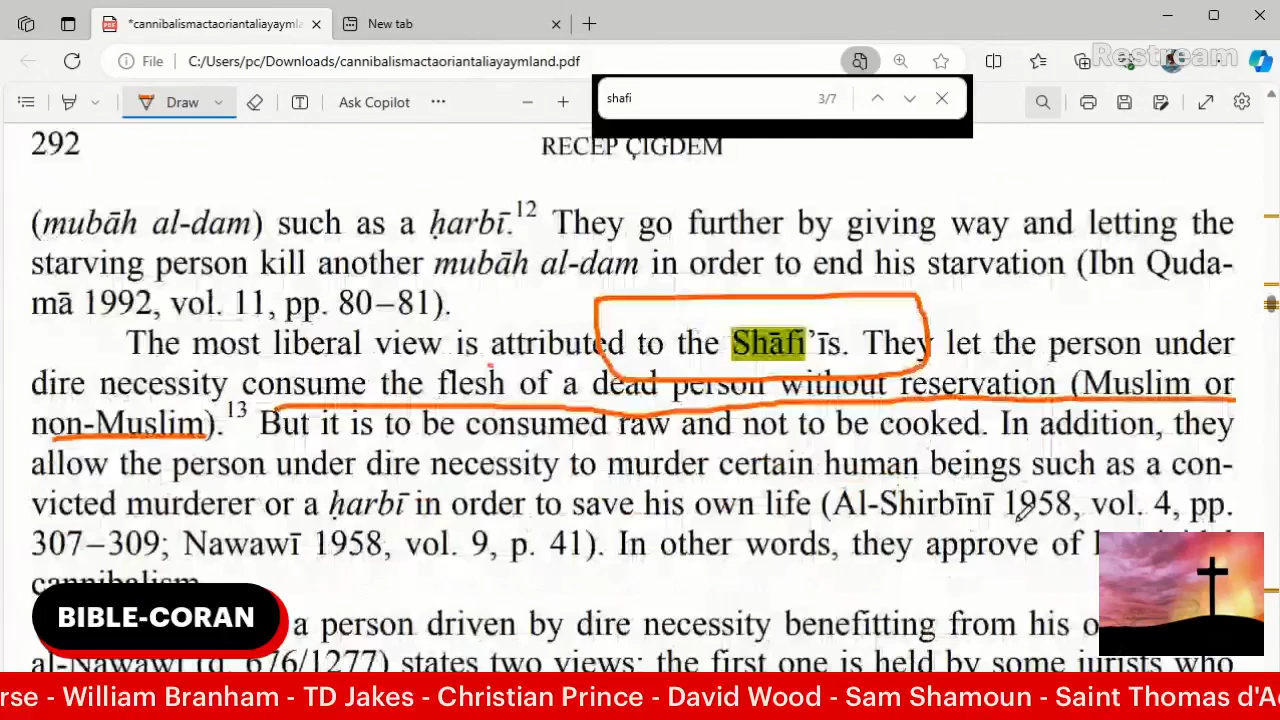 *cannibalismactaoriantaliayaymla
New tab
File
C:/Users/pc/Downloads/cannibalismactaoriantaliayaymland.pdf
Restream
Draw
Ask Copilot
shafi
3/7
292
RECEP ÇIGDEM
(mubāh al-dam) such as a ḥarbī.12 They go further by giving way and letting the
starving person kill another mubāh al-dam in order to end his starvation (Ibn Quda-
mā 1992, vol. 11, pp. 80–81).
The most liberal view is attributed to the Shāfi’īs. They let the person under
dire necessity consume the flesh of a dead person without reservation (Muslim or
non-Muslim).13 But it is to be consumed raw and not to be cooked. In addition, they
allow the person under dire necessity to murder certain human beings such as a con-
victed murderer or a ḥarbī in order to save his own life (Al-Shirbīnī 1958, vol. 4, pp.
307–309; Nawawī 1958, vol. 9, p. 41). In other words, they approve of
cannibalism
BIBLE-CORAN
a person driven by dire necessity benefitting from his
al-Nawawī (d. 676/1277) states two views: the first one is held by some jurists who
rse - William Branham - TD Jakes - Christian Prince - David Wood - Sam Shamoun - Saint Thomas d'A